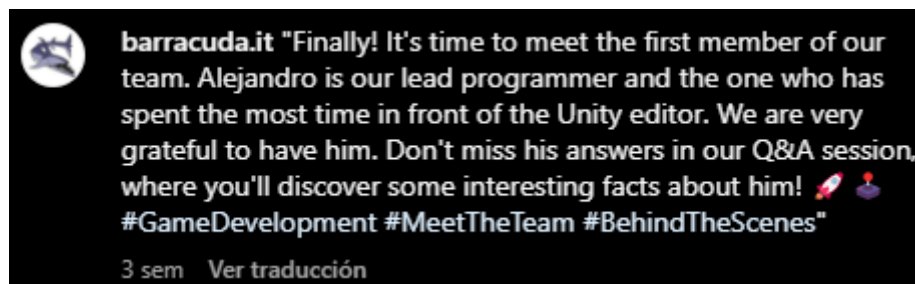 barracuda.it "Finally! It's time to meet the first member of our
team. Alejandro is our lead programmer and the one who has
spent the most time in front of the Unity editor. We are very
grateful to have him. Don't miss his answers in our Q&A session,
where you'll discover some interesting facts about him! 🚀 🕹️
#GameDevelopment #MeetTheTeam #BehindTheScenes"
3 sem Ver traducción